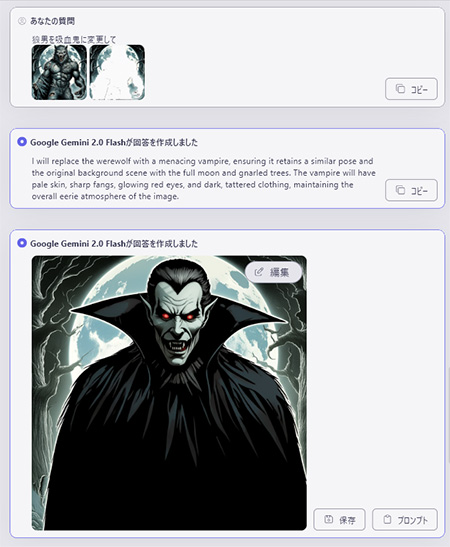 あなたの質問
狼男を吸血鬼に変更して
コピー
Google Gemini 2.0 Flashが回答を作成しました
I will replace the werewolf with a menacing vampire, ensuring it retains a similar pose and
the original background scene with the full moon and gnarled trees. The vampire will have
pale skin, sharp fangs, glowing red eyes, and dark, tattered clothing, maintaining the
overall eerie atmosphere of the image.
コピー
Google Gemini 2.0 Flashが回答を作成しました
編集
保存
プロンプト